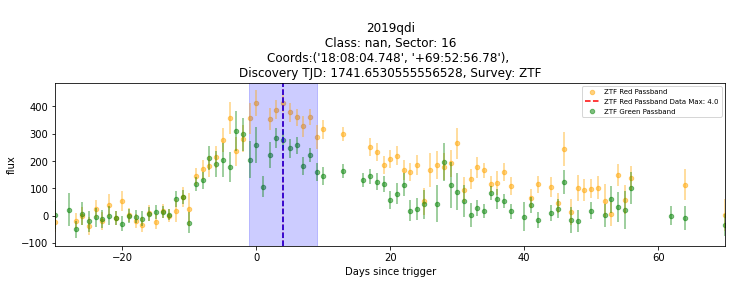 2019qdi
Class: nan, Sector: 16
Coords:('18:08:04.748', '+69:52:56.78'),
Discovery TJD: 1741.6530555556528, Survey: ZTF
ZTF Red Passband
ZTF Red Passband Data Max: 4.0
ZTF Green Passband
flux
400
300
200
100
0
−100
−20
0
20
40
60
Days since trigger